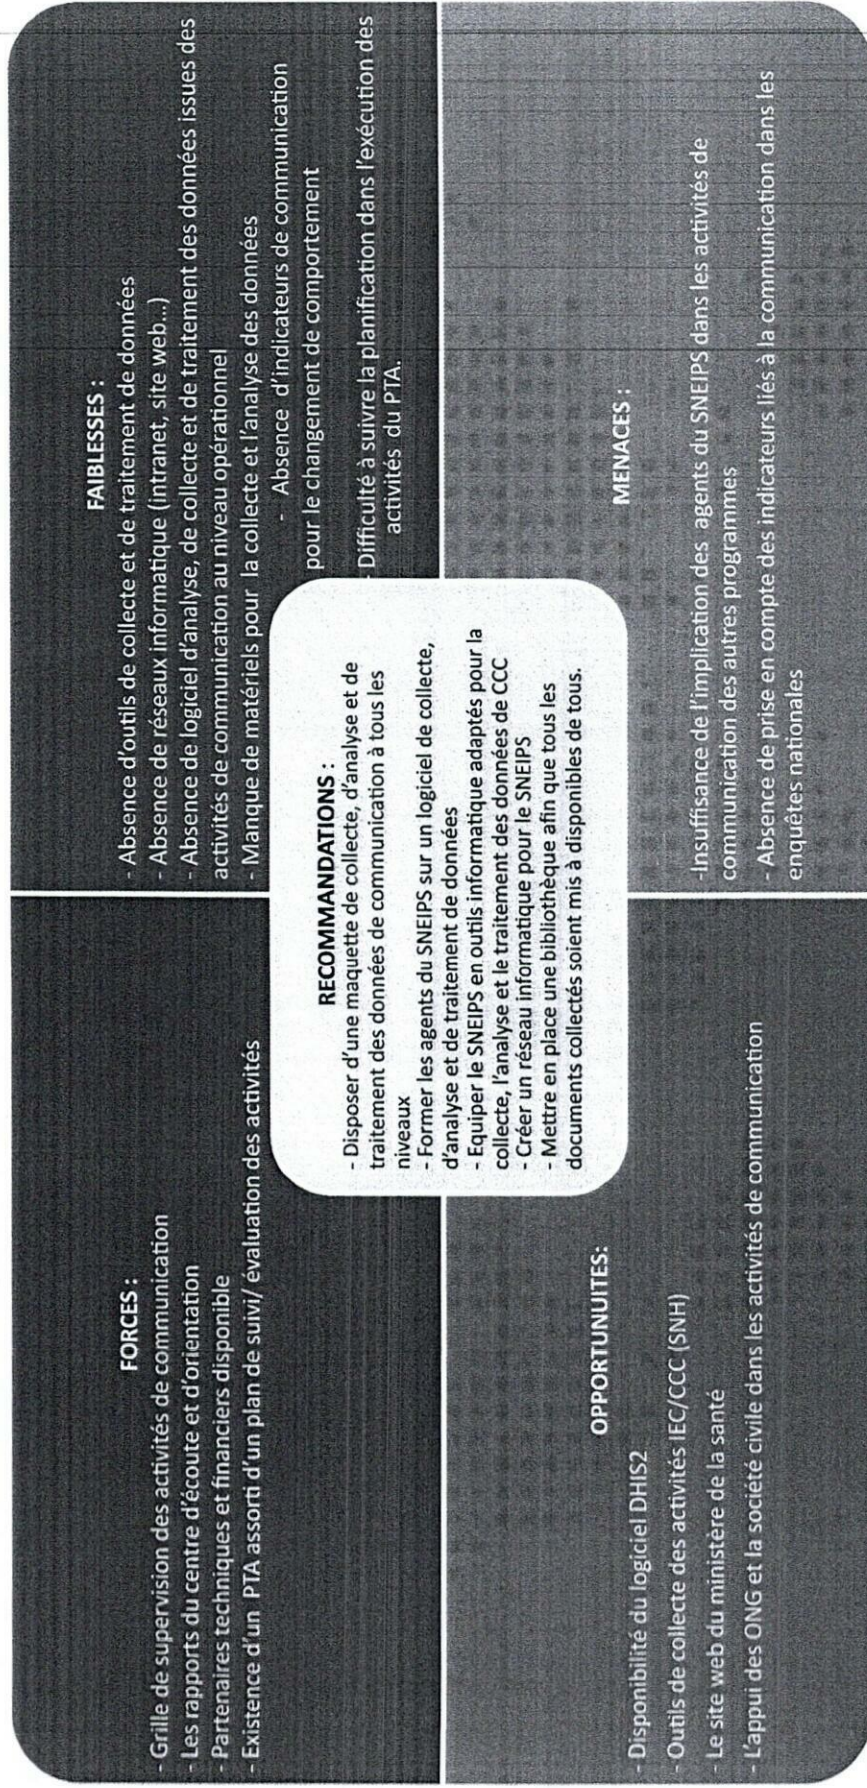 FORCES :
- Grille de supervision des activités de communication
- Les rapports du centre d'écoute et d'orientation
- Partenaires techniques et financiers disponible
- Existence d'un PTA assorti d'un plan de suivi/ évaluation des activités
FAIBLESSES :
- Absence d'outils de collecte et de traitement de données
- Absence de réseaux informatique (intranet, site web...)
- Absence de logiciel d'analyse, de collecte et de traitement des données issues des
activités de communication au niveau opérationnel
- Manque de matériels pour la collecte et l'analyse des données
- Absence d'indicateurs de communication
pour le changement de comportement
- Difficulté à suivre la planification dans l'exécution des
activités du PTA.
RECOMMANDATIONS :
- Disposer d'une maquette de collecte, d'analyse et de
traitement des données de communication à tous les
niveaux
- Former les agents du SNEIPS sur un logiciel de collecte,
d'analyse et de traitement de données
- Equiper le SNEIPS en outils informatique adaptés pour la
collecte, l'analyse et le traitement des données de CCC
- Créer un réseau informatique pour le SNEIPS
- Mettre en place une bibliothèque afin que tous les
documents collectés soient mis à disponibles de tous.
OPPORTUNUITES:
- Disponibilité du logiciel DHIS2
- Outils de collecte des activités IEC/CCC (SNH)
- Le site web du ministère de la santé
- L'appui des ONG et la société civile dans les activités de communication
MENACES :
-Insuffisance de l'implication des agents du SNEIPS dans les activités de
communication des autres programmes
- Absence de prise en compte des indicateurs liés à la communication dans les
enquêtes nationales